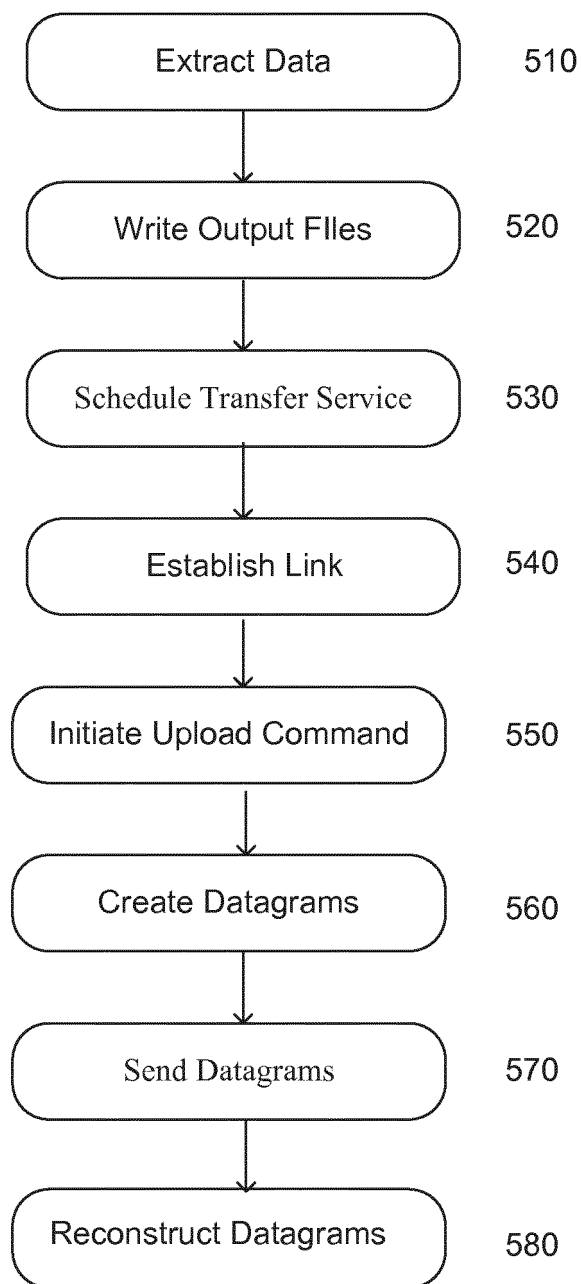 Extract Data 510
Write Output FIles 520
Schedule Transfer Service 530
Establish Link 540
Initiate Upload Command 550
Create Datagrams 560
Send Datagrams 570
Reconstruct Datagrams 580